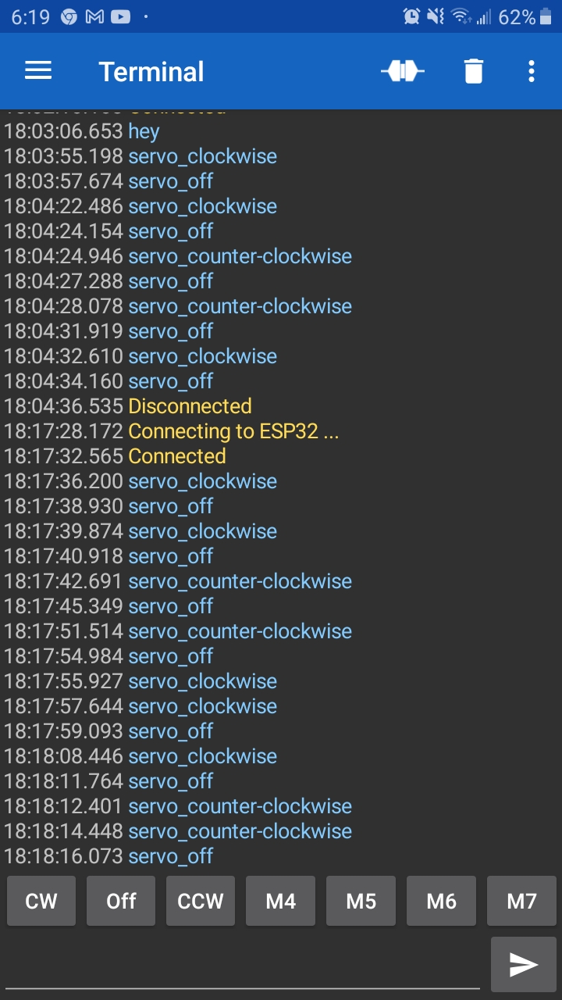 6:19 62%
Terminal
Connected
18:03:06.653 hey
18:03:55.198 servo_clockwise
18:03:57.674 servo_off
18:04:22.486 servo_clockwise
18:04:24.154 servo_off
18:04:24.946 servo_counter-clockwise
18:04:27.288 servo_off
18:04:28.078 servo_counter-clockwise
18:04:31.919 servo_off
18:04:32.610 servo_clockwise
18:04:34.160 servo_off
18:04:36.535 Disconnected
18:17:28.172 Connecting to ESP32 ...
18:17:32.565 Connected
18:17:36.200 servo_clockwise
18:17:38.930 servo_off
18:17:39.874 servo_clockwise
18:17:40.918 servo_off
18:17:42.691 servo_counter-clockwise
18:17:45.349 servo_off
18:17:51.514 servo_counter-clockwise
18:17:54.984 servo_off
18:17:55.927 servo_clockwise
18:17:57.644 servo_clockwise
18:17:59.093 servo_off
18:18:08.446 servo_clockwise
18:18:11.764 servo_off
18:18:12.401 servo_counter-clockwise
18:18:14.448 servo_counter-clockwise
18:18:16.073 servo_off
CW Off CCW M4 M5 M6 M7